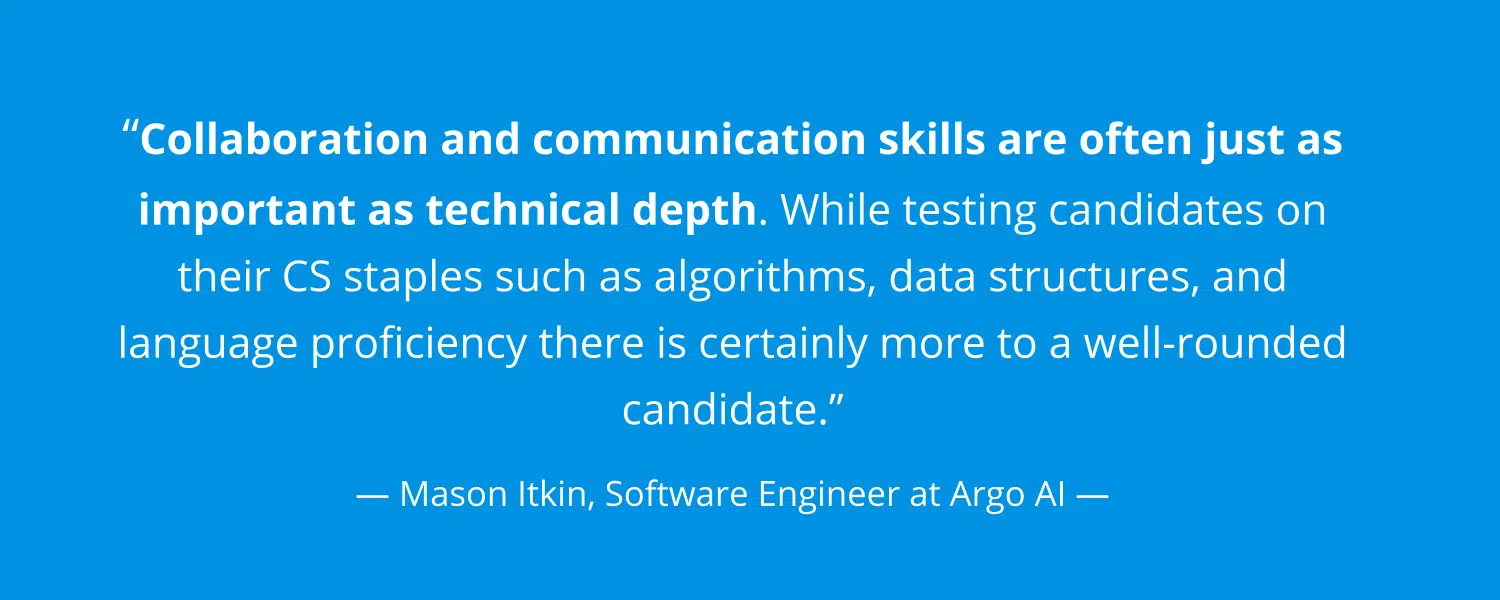 “Collaboration and communication skills are often just as
important as technical depth. While testing candidates on
their CS staples such as algorithms, data structures, and
language proficiency there is certainly more to a well-rounded
candidate.”
— Mason Itkin, Software Engineer at Argo AI —